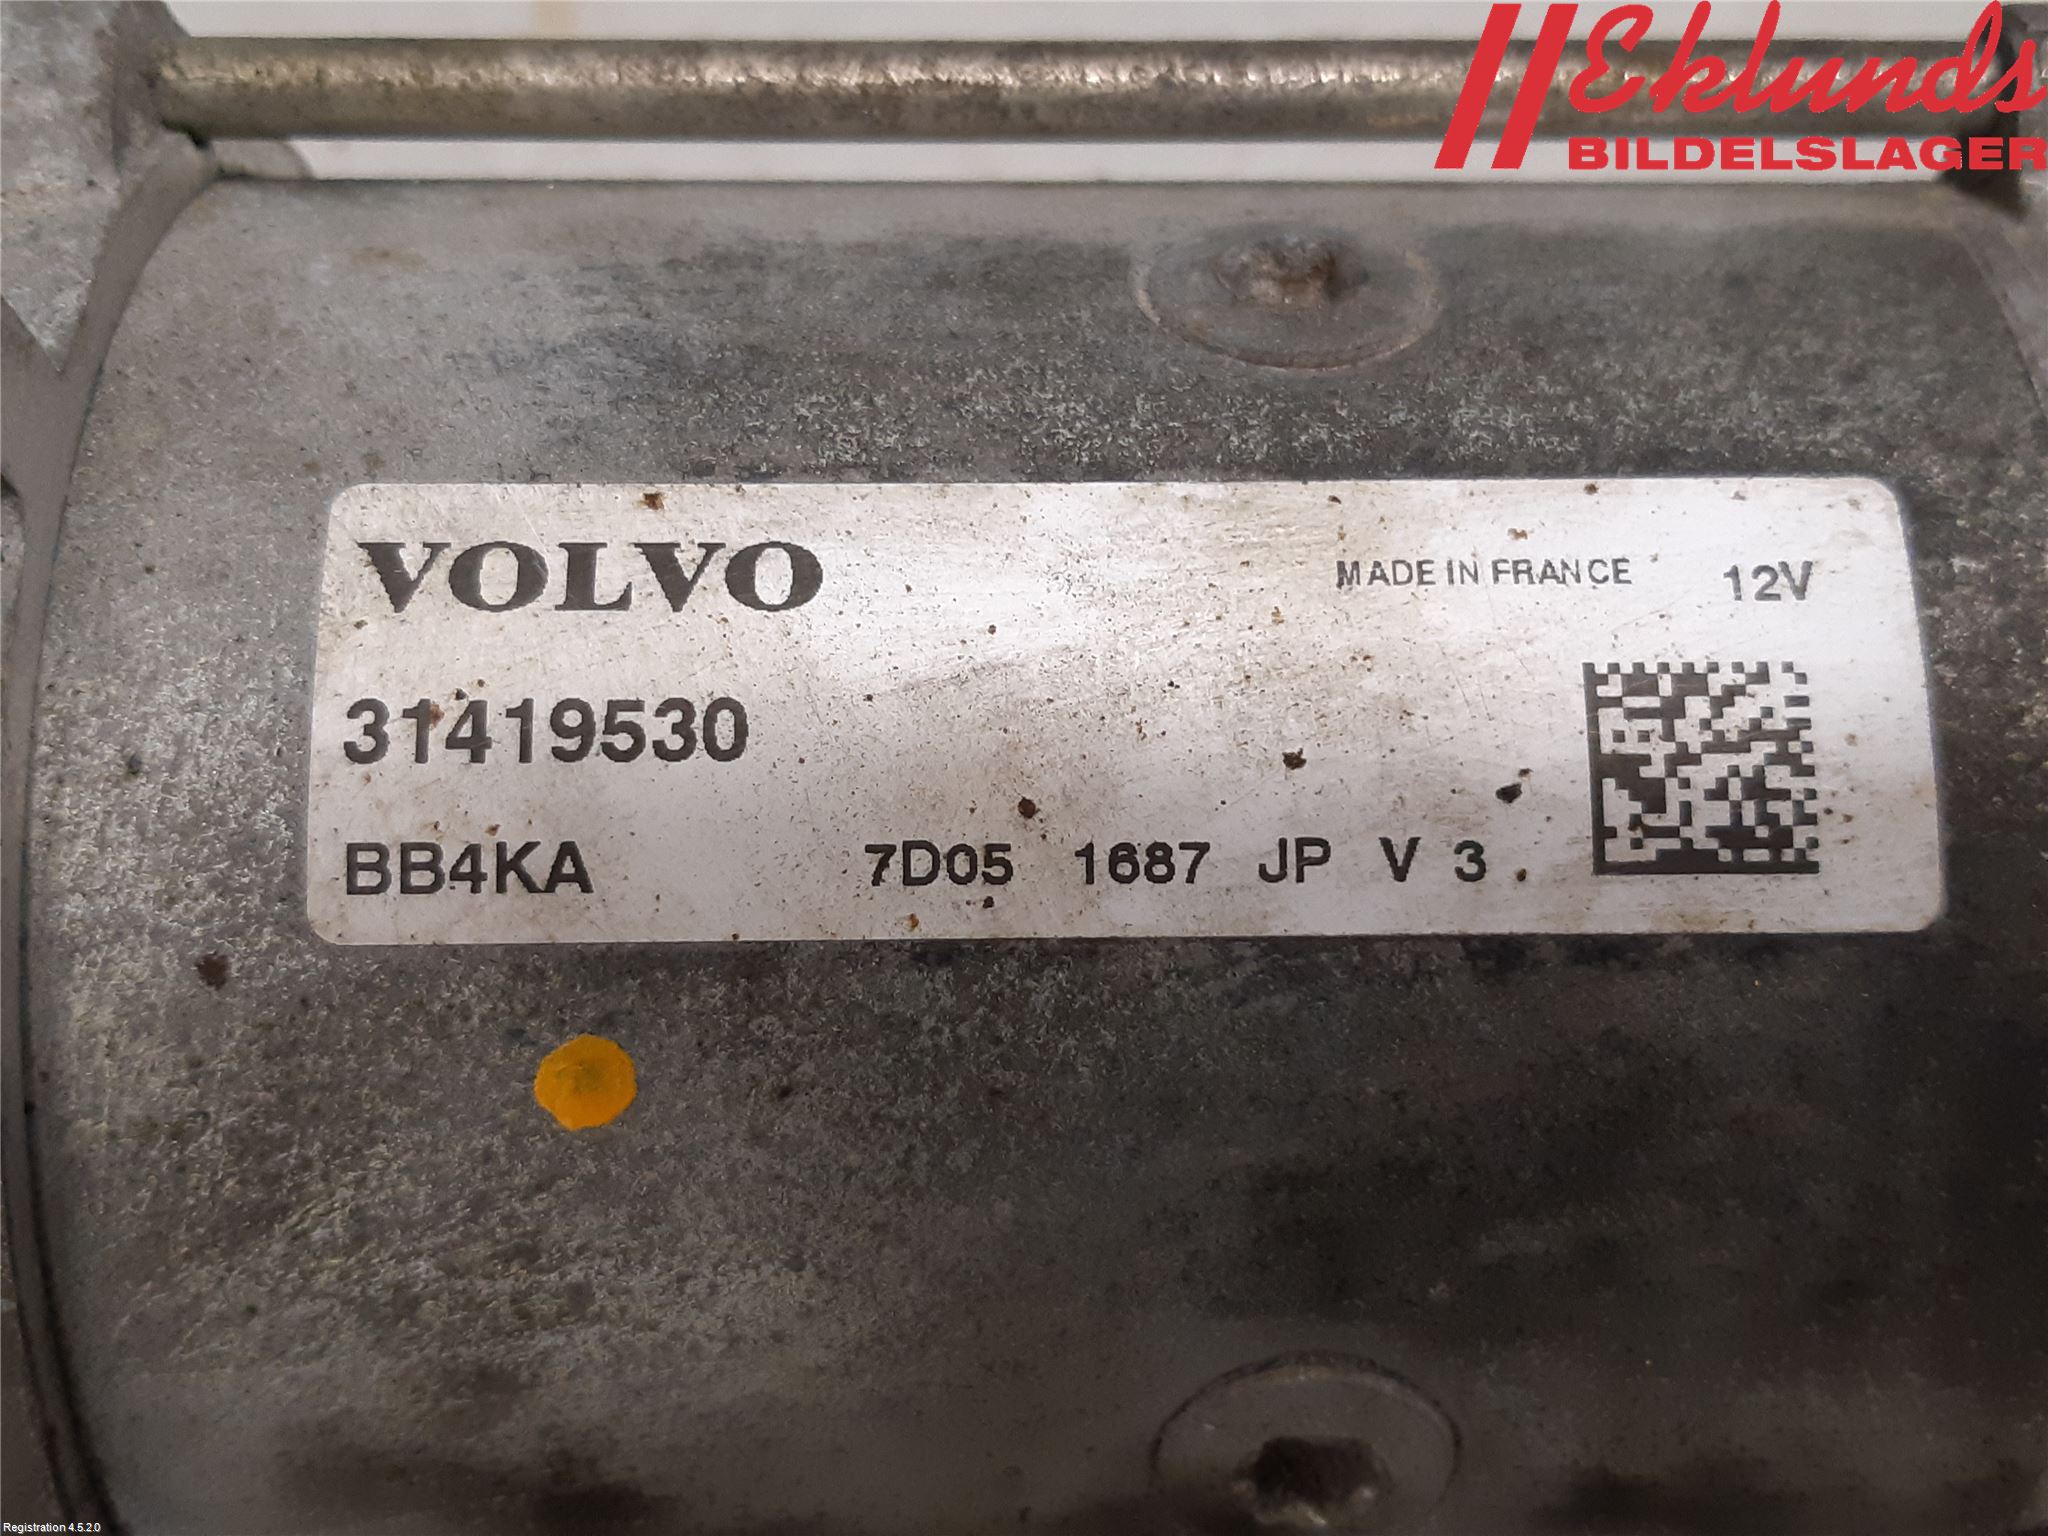 Eklunds
BILDELSLAGER
VOLVO
MADE IN FRANCE 12V
31419530
BB4KA 7D05 1687 JP V 3
Registration 4.5.2.0